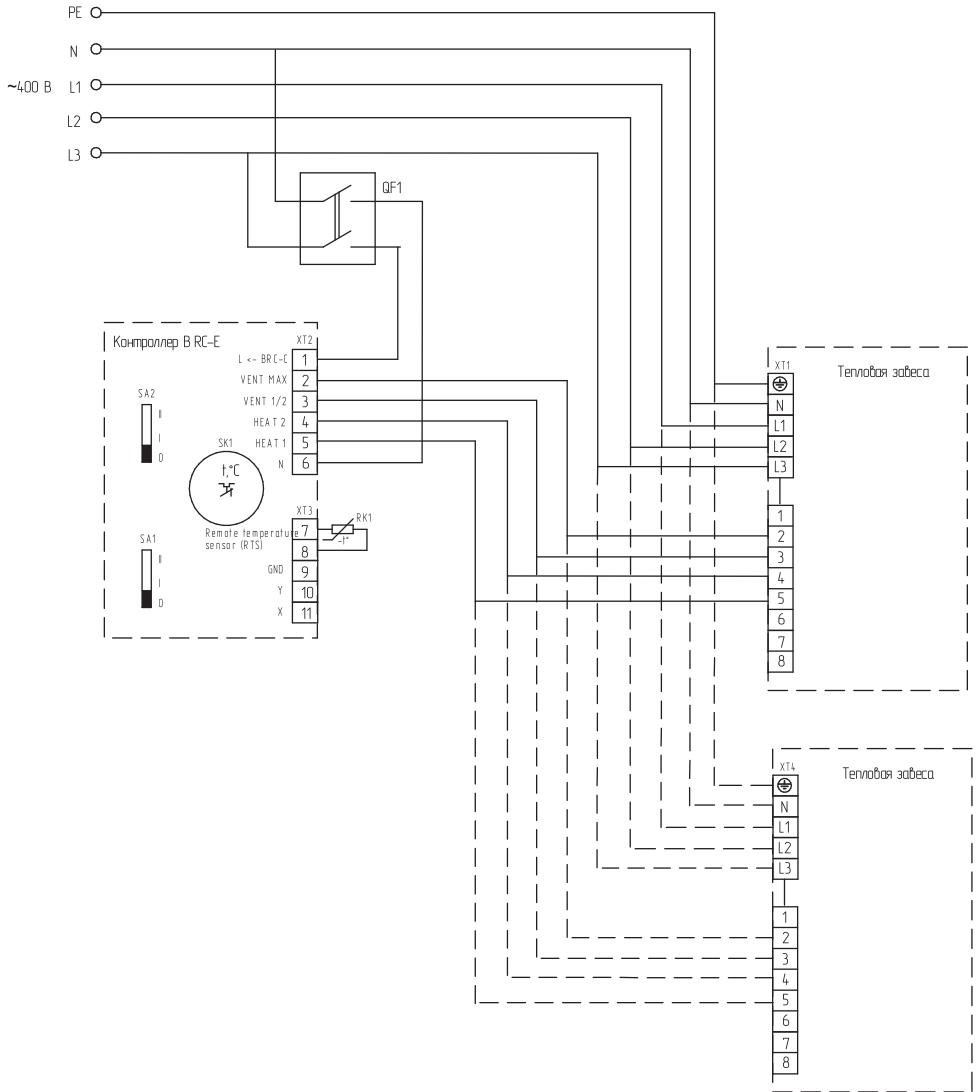 PE
N
~400 В L1
L2
L3
QF1
Контроллер B RC-E
XT2
L <- BRC-C 1
VENT MAX 2
VENT 1/2 3
HEAT 2 4
HEAT 1 5
N 6
SA2
II
I
0
SK1
t,°C
Remote temperature
sensor (RTS)
XT3
7
8
GND 9
Y 10
X 11
RK1
-t°
SA1
II
I
0
XT1
Тепловая завеса
N
L1
L2
L3
1
2
3
4
5
6
7
8
XT4
Тепловая завеса
N
L1
L2
L3
1
2
3
4
5
6
7
8